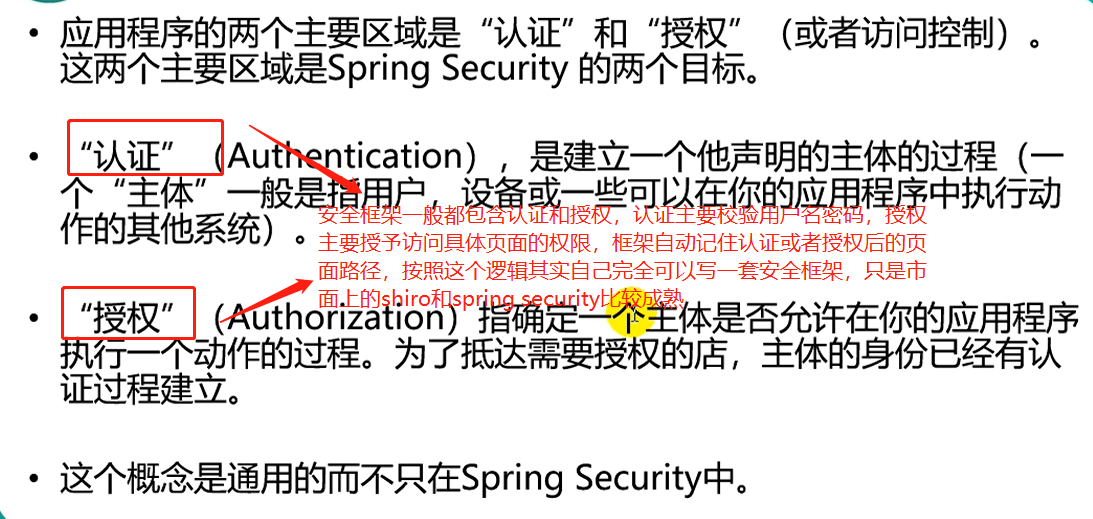 • 应用程序的两个主要区域是“认证”和“授权”（或者访问控制）。
这两个主要区域是Spring Security 的两个目标。
• “认证”（Authentication），是建立一个他声明的主体的过程（一
个“主体”一般是指用户，设备或一些可以在你的应用程序中执行动
作的其他系统）。
安全框架一般都包含认证和授权，认证主要校验用户名密码，授权
主要授予访问具体页面的权限，框架自动记住认证或者授权后的页
面路径，按照这个逻辑其实自己完全可以写一套安全框架，只是市
面上的shiro和spring security比较成熟
• “授权”（Authorization）指确定一个主体是否允许在你的应用程序
执行一个动作的过程。为了抵达需要授权的店，主体的身份已经有认
证过程建立。
• 这个概念是通用的而不只在Spring Security中。